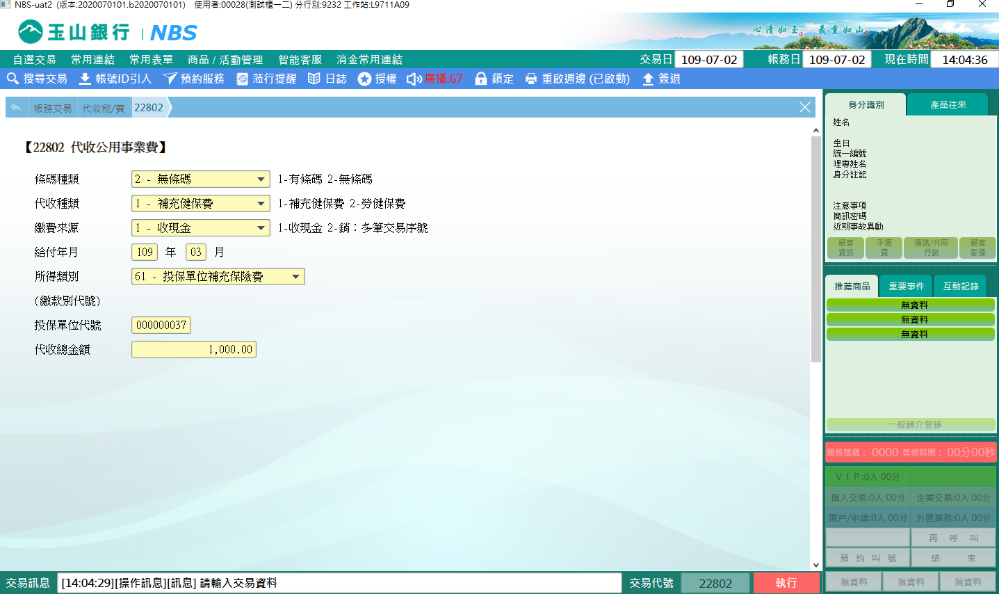 NBS-uat2 (版本:2020070101.b2020070101) 使用者:00028(測試櫃一二) 分行別:9232 工作站:L9711A09
玉山銀行 | NBS
心清如玉。義重如山。
自選交易 常用連結 常用表單 商品 / 活動管理 智能客服 消金常用連結 交易日 109-07-02 帳務日 109-07-02 現在時間 14:04:36
搜尋交易 帳號ID引入 預約服務 蒞行提醒 日誌 授權 廣播:67 鎖定 重啟週邊 (已啟動) 簽退
帳務交易 代收稅/費 22802
【22802 代收公用事業費】
條碼種類 2 - 無條碼 1-有條碼 2-無條碼
代收種類 1 - 補充健保費 1-補充健保費 2-勞健保費
繳費來源 1 - 收現金 1-收現金 2-銷：多筆交易序號
給付年月 109 年 03 月
所得類別 61 - 投保單位補充保險費
(繳款別代號)
投保單位代號 000000037
代收總金額 1,000.00
身分識別 產品往來
姓名
生日
統一編號
理專姓名
身分註記
注意事項
簡訊密碼
近期事故異動
顧客資訊 手續費 通路/共同行銷 顧客影像
推薦商品 重要事件 互動記錄
無資料
無資料
無資料
一般轉介登錄
服務號碼： 0000 等候時間： 00分00秒
ＶＩＰ:0人 00分
個人交易:0人 00分 企業交易:0人 00分
開戶/申請:0人 00分 外匯業務:0人 00分
再 呼 叫
預 約 叫 號 結 束
無資料 無資料 無資料
交易訊息 [14:04:29][操作訊息][訊息] 請輸入交易資料 交易代號 22802 執行